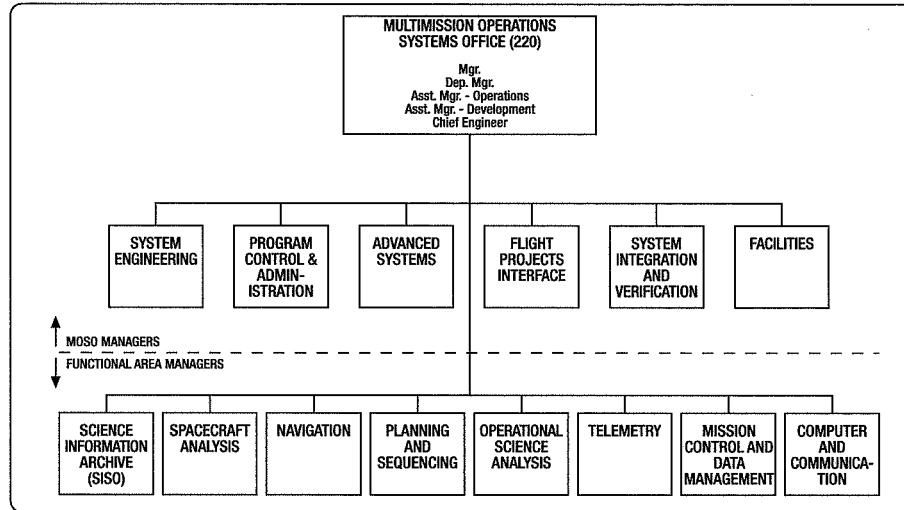 MULTIMISSION OPERATIONS
SYSTEMS OFFICE (220)
Mgr.
Dep. Mgr.
Asst. Mgr. - Operations
Asst. Mgr. - Development
Chief Engineer
SYSTEM
ENGINEERING
PROGRAM
CONTROL &
ADMIN-
ISTRATION
ADVANCED
SYSTEMS
FLIGHT
PROJECTS
INTERFACE
SYSTEM
INTEGRATION
AND
VERIFICATION
FACILITIES
MOSO MANAGERS
FUNCTIONAL AREA MANAGERS
SCIENCE
INFORMATION
ARCHIVE
(SISO)
SPACECRAFT
ANALYSIS
NAVIGATION
PLANNING
AND
SEQUENCING
OPERATIONAL
SCIENCE
ANALYSIS
TELEMETRY
MISSION
CONTROL AND
DATA
MANAGEMENT
COMPUTER
AND
COMMUNICA-
TION